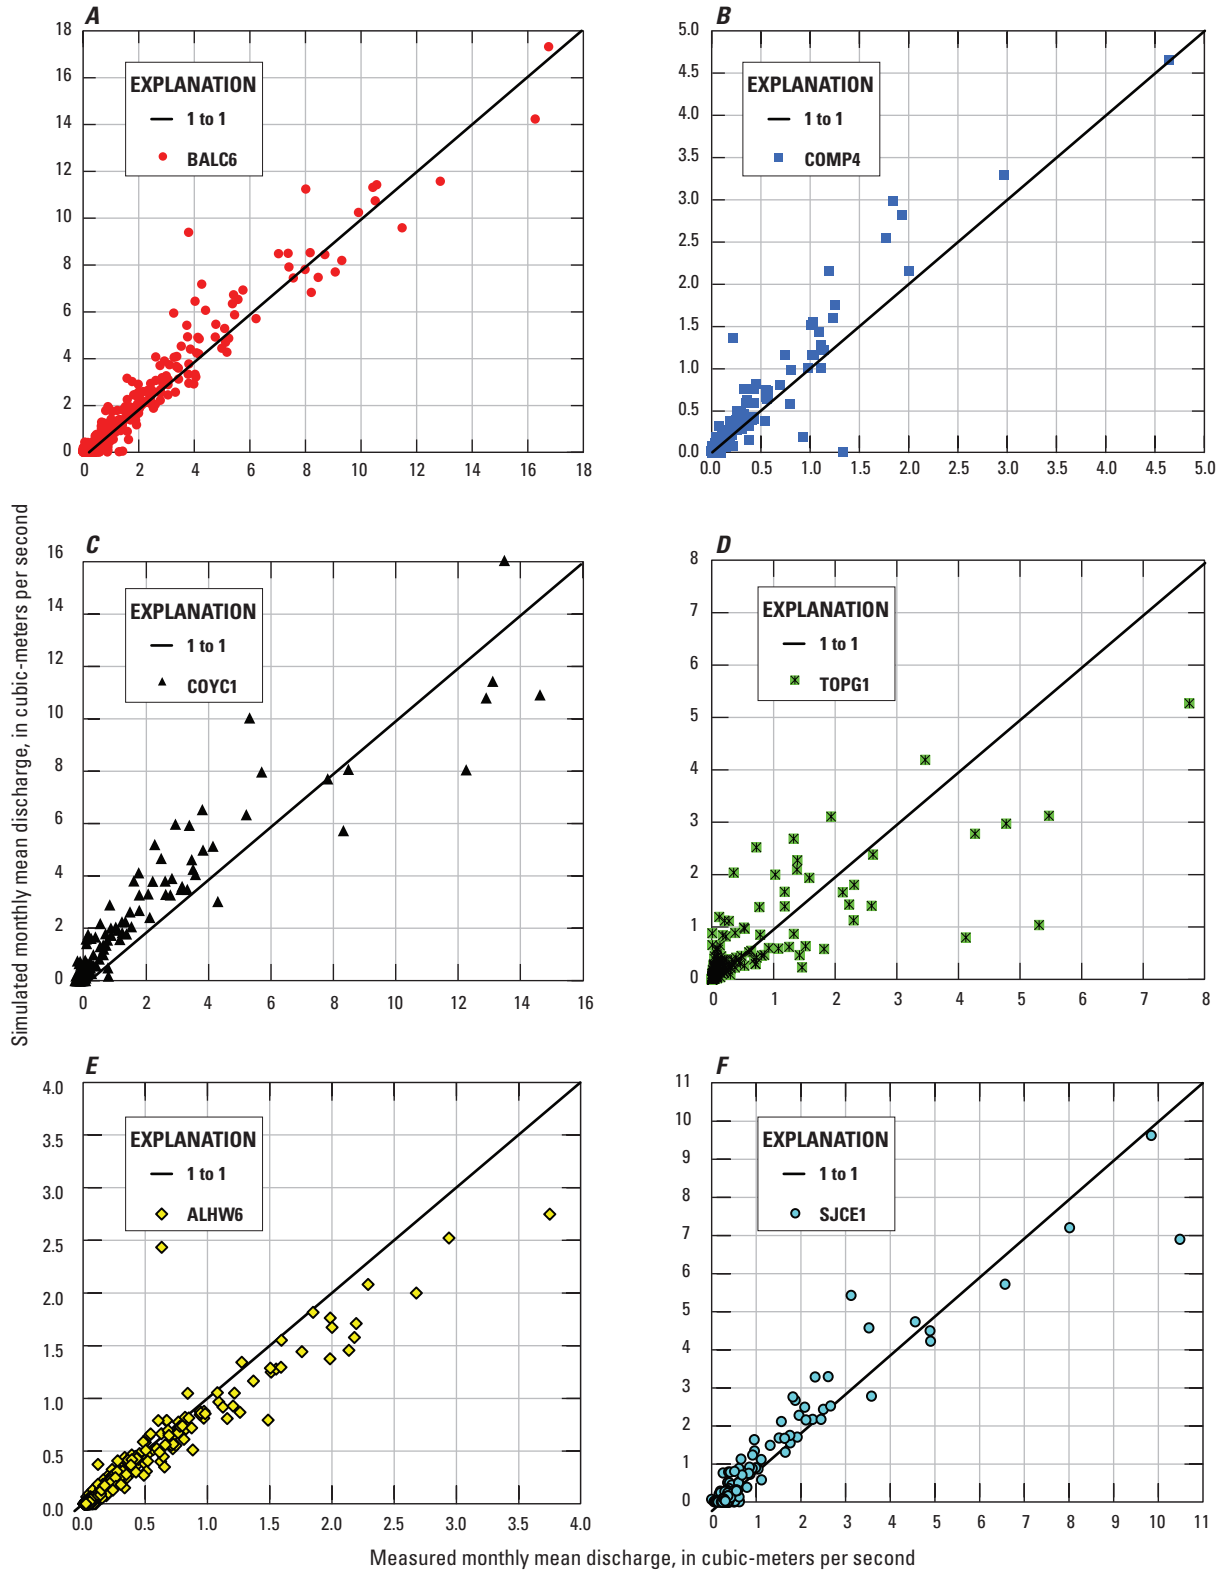 A
18
16
14
12
10
8
6
4
2
0
EXPLANATION
1 to 1
BALC6
0 2 4 6 8 10 12 14 16 18
B
5.0
4.5
4.0
3.5
3.0
2.5
2.0
1.5
1.0
0.5
0.0
EXPLANATION
1 to 1
COMP4
0.0 0.5 1.0 1.5 2.0 2.5 3.0 3.5 4.0 4.5 5.0
Simulated monthly mean discharge, in cubic-meters per second
C
16
14
12
10
8
6
4
2
0
EXPLANATION
1 to 1
COYC1
0 2 4 6 8 10 12 14 16
D
8
7
6
5
4
3
2
1
0
EXPLANATION
1 to 1
TOPG1
0 1 2 3 4 5 6 7 8
E
4.0
3.5
3.0
2.5
2.0
1.5
1.0
0.5
0.0
EXPLANATION
1 to 1
ALHW6
0.0 0.5 1.0 1.5 2.0 2.5 3.0 3.5 4.0
F
11
10
9
8
7
6
5
4
3
2
1
0
EXPLANATION
1 to 1
SJCE1
0 1 2 3 4 5 6 7 8 9 10 11
Measured monthly mean discharge, in cubic-meters per second